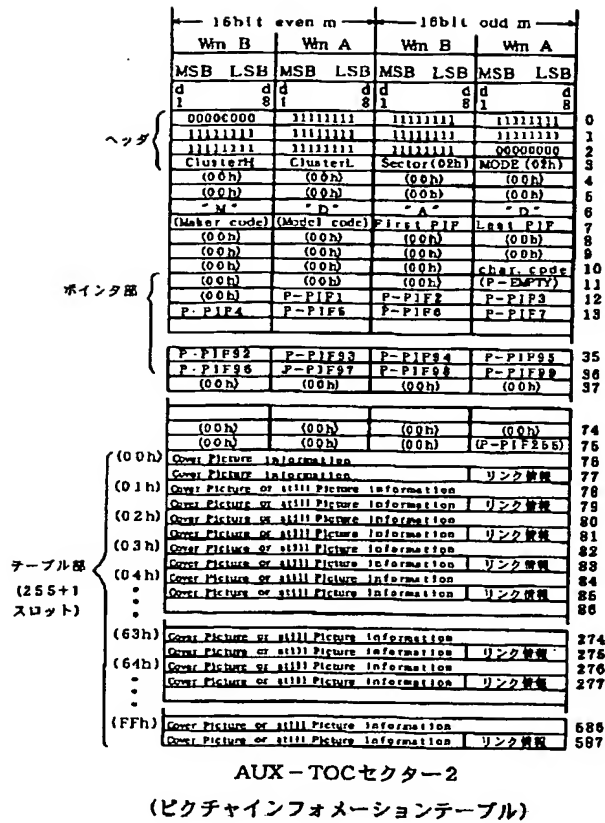 16bit even m 16bit odd m
Wm B Wm A Wm B Wm A
MSB LSB MSB LSB MSB LSB MSB LSB
d d d d d d d d
1 8 1 8 1 8 1 8
ヘッダ
00000000 11111111 11111111 11111111 0
11111111 11111111 11111111 11111111 1
11111111 11111111 11111111 00000000 2
ClusterH ClusterL Sector(02h) MODE (02h) 3
(00h) (00h) (00h) (00h) 4
(00h) (00h) (00h) (00h) 5
"M" "D" "A" "D" 6
(Maker code) (Model code) First PIF Last PIF 7
(00h) (00h) (00h) (00h) 8
(00h) (00h) (00h) (00h) 9
(00h) (00h) (00h) char. code 10
ポインタ部
(00h) (00h) (00h) (P-EMPTY) 11
(00h) P-PIF1 P-PIF2 P-PIF3 12
P-PIF4 P-PIF5 P-PIF6 P-PIF7 13
P-PIF92 P-PIF93 P-PIF94 P-PIF95 35
P-PIF96 P-PIF97 P-PIF98 P-PIF99 36
(00h) (00h) (00h) (00h) 37
(00h) (00h) (00h) (00h) 74
(00h) (00h) (00h) (P-PIF255) 75
テーブル部
(255+1
スロット)
(00h) Cover Picture information 76
Cover Picture information リンク情報 77
(01h) Cover Picture or still Picture information 78
Cover Picture or still Picture information リンク情報 79
(02h) Cover Picture or still Picture information 80
Cover Picture or still Picture information リンク情報 81
(03h) Cover Picture or still Picture information 82
Cover Picture or still Picture information リンク情報 83
(04h) Cover Picture or still Picture information 84
Cover Picture or still Picture information リンク情報 85
86
(63h) Cover Picture or still Picture information 274
Cover Picture or still Picture information リンク情報 275
(64h) Cover Picture or still Picture information 276
Cover Picture or still Picture information リンク情報 277
(FFh) Cover Picture or still Picture information 586
Cover Picture or still Picture information リンク情報 587
AUX-TOCセクター2
(ピクチャインフォメーションテーブル)